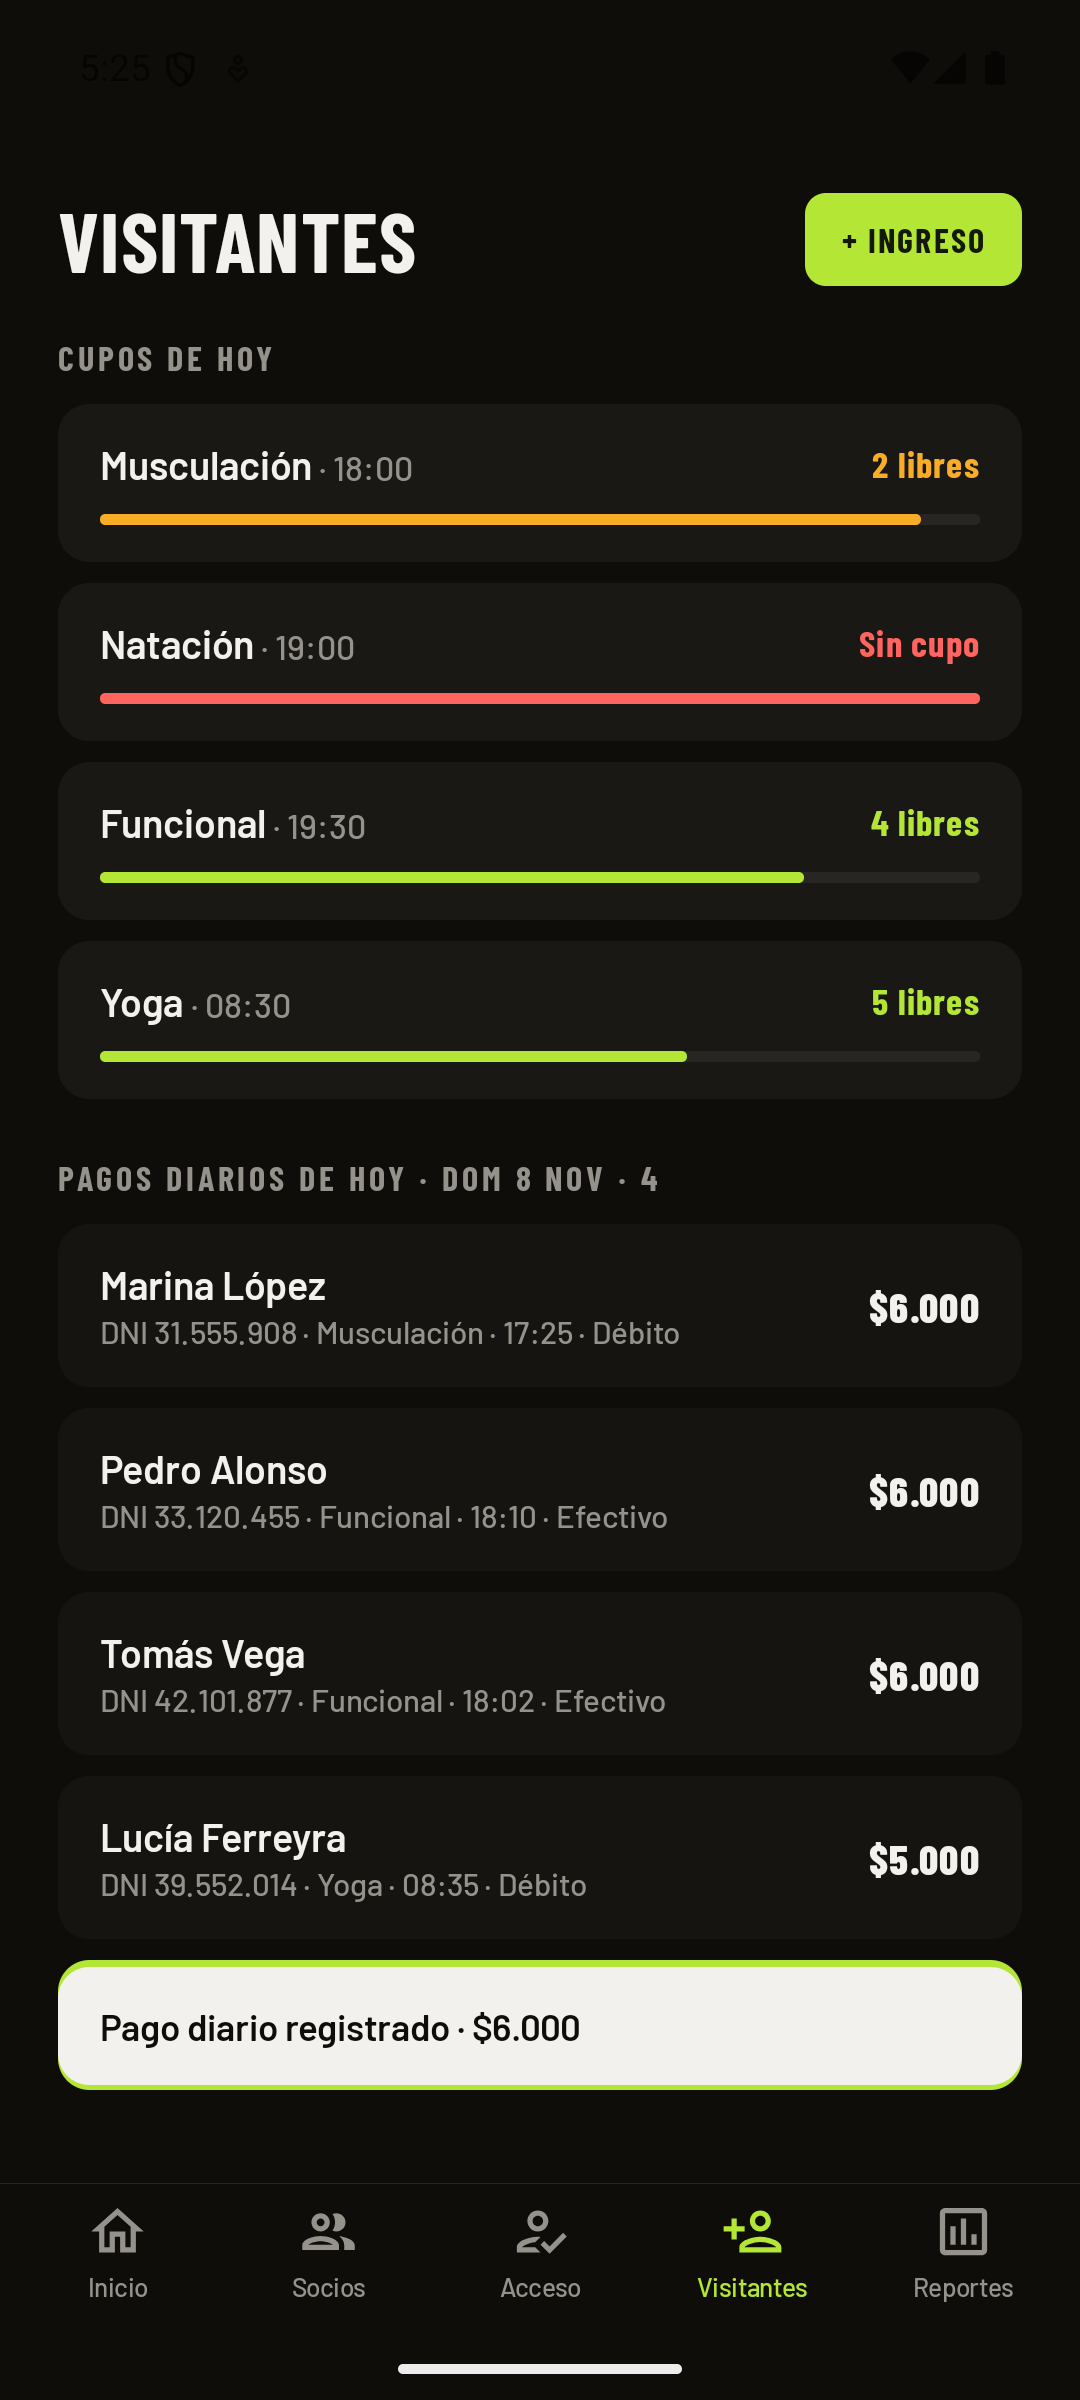 5:25
VISITANTES
+ INGRESO
CUPOS DE HOY
Musculación · 18:00
2 libres
Natación · 19:00
Sin cupo
Funcional · 19:30
4 libres
Yoga · 08:30
5 libres
PAGOS DIARIOS DE HOY · DOM 8 NOV · 4
Marina López
DNI 31.555.908 · Musculación · 17:25 · Débito
$6.000
Pedro Alonso
DNI 33.120.455 · Funcional · 18:10 · Efectivo
$6.000
Tomás Vega
DNI 42.101.877 · Funcional · 18:02 · Efectivo
$6.000
Lucía Ferreyra
DNI 39.552.014 · Yoga · 08:35 · Débito
$5.000
Pago diario registrado · $6.000
Inicio
Socios
Acceso
Visitantes
Reportes